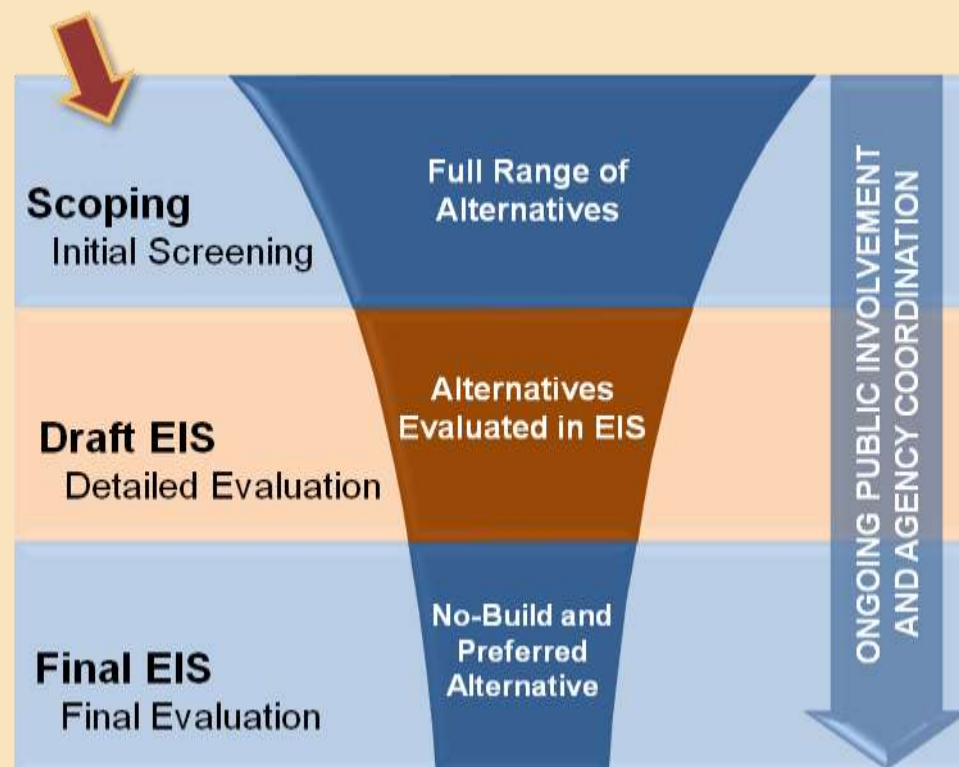 Scoping
Initial Screening
Full Range of
Alternatives
Draft EIS
Detailed Evaluation
Alternatives
Evaluated in EIS
Final EIS
Final Evaluation
No-Build and
Preferred
Alternative
ONGOING PUBLIC INVOLVEMENT
AND AGENCY COORDINATION